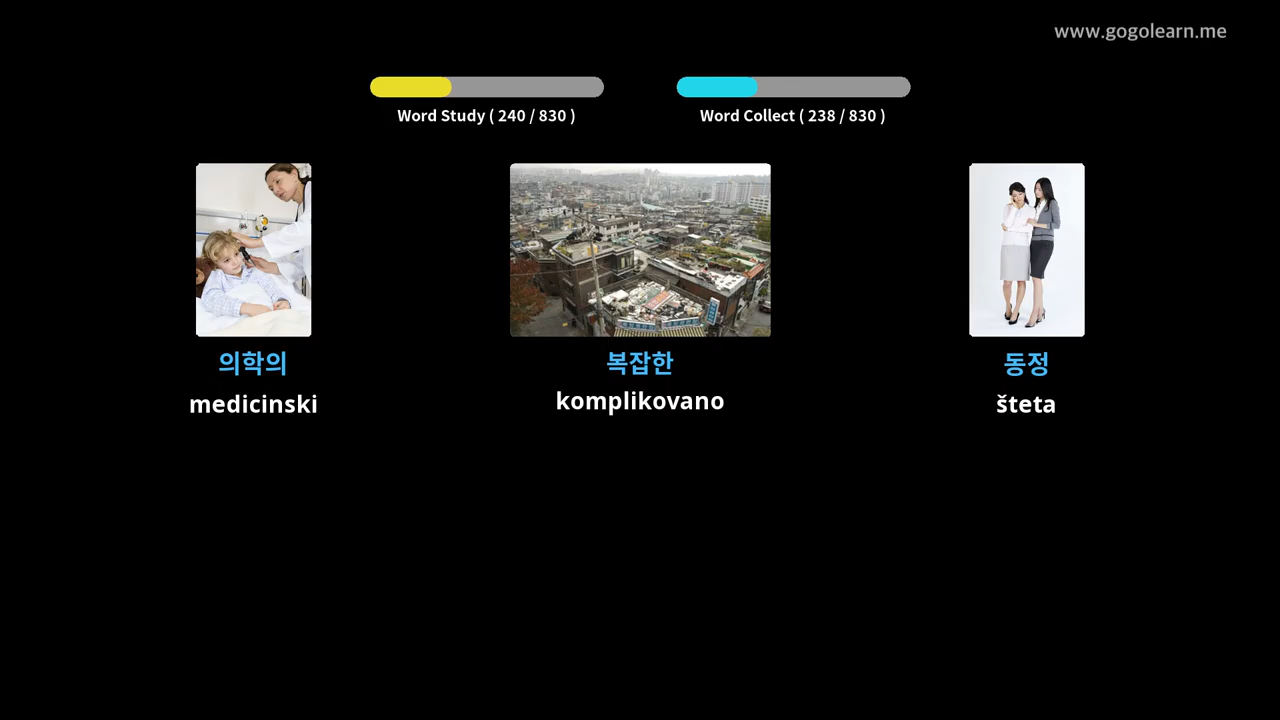 www.gogolearn.me
Word Study ( 240 / 830 )
Word Collect ( 238 / 830 )
의학의
복잡한
동정
medicinski
komplikovano
šteta